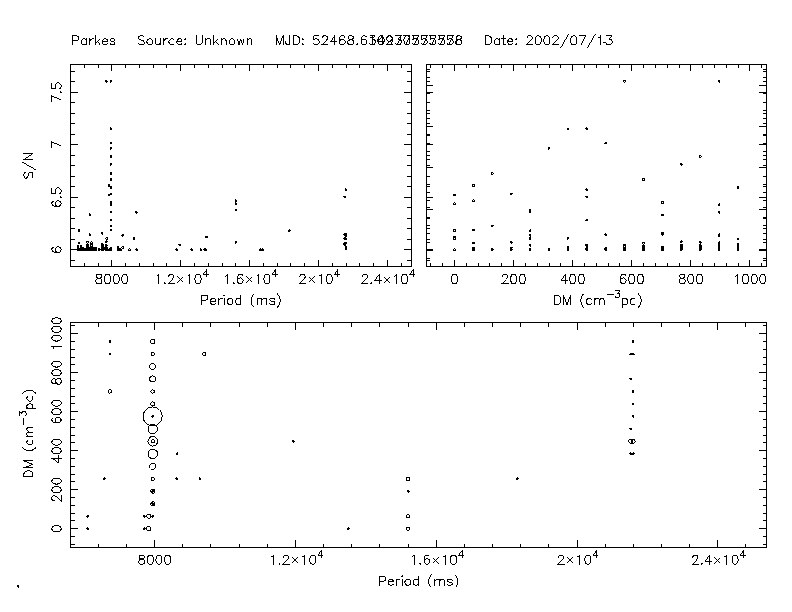 Parkes Source: Unknown MJD: Date: 2002/07/13
7.5
7
6.5
6
S/N
8000 1.2×10⁴ 1.6×10⁴ 2×10⁴ 2.4×10⁴
Period (ms)
0 200 400 600 800 1000
DM (cm⁻³pc)
1000
800
600
400
200
0
DM (cm⁻³pc)
8000 1.2×10⁴ 1.6×10⁴ 2×10⁴ 2.4×10⁴
Period (ms)